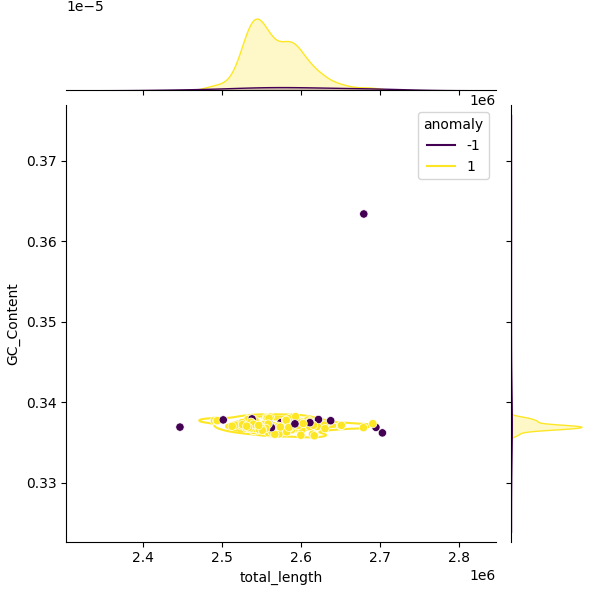 1e−5
1e6
anomaly
-1
1
0.37
0.36
0.35
0.34
0.33
GC_Content
2.4
2.5
2.6
2.7
2.8
total_length
1e6